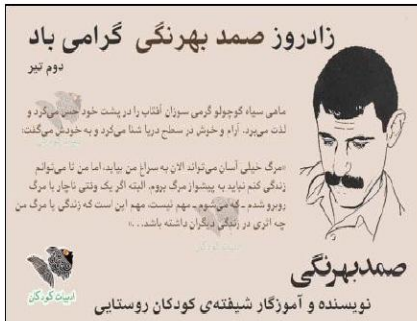 زادروز صمد بهرنگی گرامی باد
دوم تیر
ماهی سیاه کوچولو گرمی سوزان آفتاب را در پشت خود حس می‌کرد و
لذت می‌برد. آرام و خوش در سطح دریا شنا می‌کرد و به خودش می‌گفت:
«مرگ خیلی آسان می‌تواند الان به سراغ من بیاید، اما من تا می‌توانم
زندگی کنم نباید به پیشواز مرگ بروم. البته اگر یک وقتی ناچار با مرگ
روبرو شدم ـ که می‌شوم ـ مهم نیست. مهم این است که زندگی یا مرگ من
چه اثری در زندگی دیگران داشته باشد...»
صمد بهرنگی
نویسنده و آموزگار شیفته‌ی کودکان روستایی
ادبیات کودکان